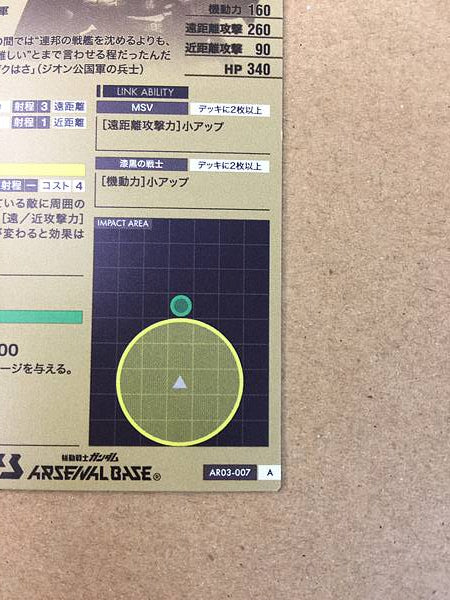 軍
機動力 160
遠距離攻撃 260
近距離攻撃 90
HP 340
の間では“連邦の戦艦を沈めるよりも、
難しい”とまで言わせる程だったんだ
クはさ」(ジオン公国軍の兵士)
射程 3 遠距離
射程 1 近距離
LINK ABILITY
MSV デッキに2枚以上
[遠距離攻撃力]小アップ
漆黒の戦士 デッキに2枚以上
[機動力]小アップ
射程 ー コスト 4
ている敵に周囲の
[遠/近攻撃力]
が変わると効果は
IMPACT AREA
00
ージを与える。
機動戦士ガンダム
ARSENAL BASE®
AR03-007 A